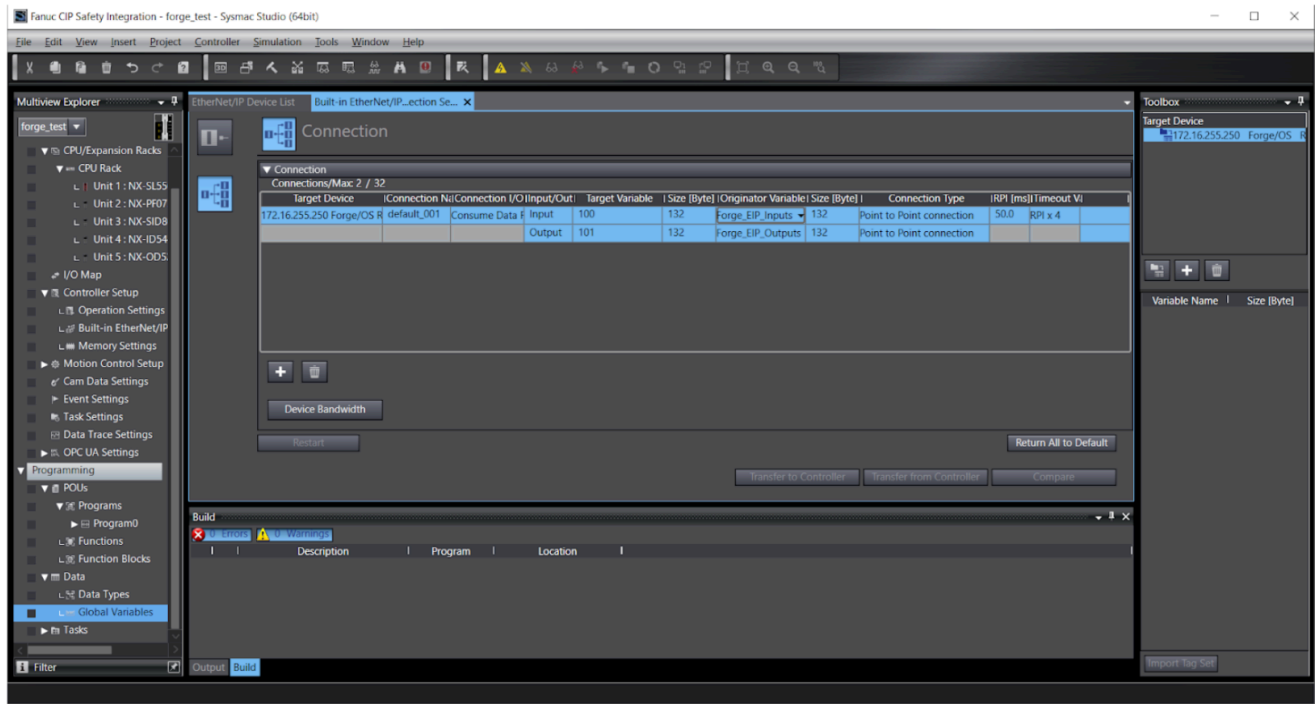 Fanuc CIP Safety Integration - forge_test - Sysmac Studio (64bit)
File Edit View Insert Project Controller Simulation Tools Window Help
Multiview Explorer
forge_test
CPU/Expansion Racks
CPU Rack
Unit 1 : NX-SL55
Unit 2 : NX-PF07
Unit 3 : NX-SID8
Unit 4 : NX-ID54
Unit 5 : NX-OD5
I/O Map
Controller Setup
Operation Settings
Built-in EtherNet/IP
Memory Settings
Motion Control Setup
Cam Data Settings
Event Settings
Task Settings
Data Trace Settings
OPC UA Settings
Programming
POUs
Programs
Program0
Functions
Function Blocks
Data
Data Types
Global Variables
Tasks
Filter
EtherNet/IP Device List Built-in EtherNet/IP...ection Se...
Connection
Connection
Connections/Max: 2 / 32
Target Device Connection Na Connection I/O Input/Out Target Variable Size [Byte] Originator Variable Size [Byte] Connection Type RPI [ms] Timeout Va
172.16.255.250 Forge/OS R default_001 Consume Data F Input 100 132 Forge_EIP_Inputs 132 Point to Point connection 50.0 RPI x 4
Output 101 132 Forge_EIP_Outputs 132 Point to Point connection
Device Bandwidth
Restart Return All to Default
Transfer to Controller Transfer from Controller Compare
Build
0 Errors 0 Warnings
Description Program Location
Output Build
Toolbox
Target Device
172.16.255.250 Forge/OS R
Variable Name Size [Byte]
Import Tag Set